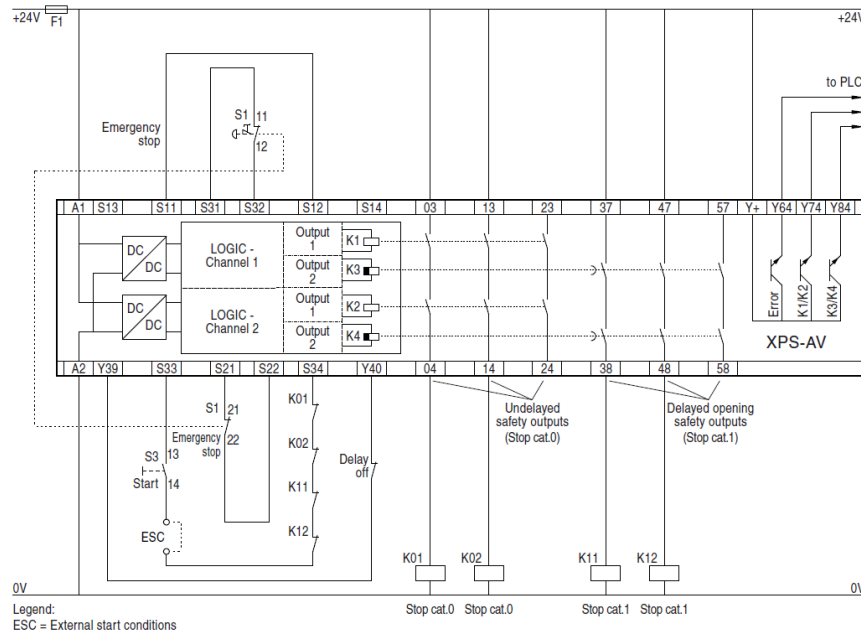 +24V F1 +24V
to PLC
S1 11
Emergency
stop
12
A1 S13 S11 S31 S32 S12 S14 03 13 23 37 47 57 Y+ Y64 Y74 Y84
DC
DC
LOGIC -
Channel 1
Output
1
K1
Output
2
K3
DC
DC
LOGIC -
Channel 2
Output
1
K2
Output
2
K4
Error
K1/K2
K3/K4
XPS-AV
A2 Y39 S33 S21 S22 S34 Y40 04 14 24 38 48 58
S1 21
Emergency
stop
22
K01
K02
K11
K12
Undelayed
safety outputs
(Stop cat.0)
Delayed opening
safety outputs
(Stop cat.1)
S3 13
Start 14
Delay
off
ESC
K01 K02 K11 K12
0V 0V
Stop cat.0 Stop cat.0 Stop cat.1 Stop cat.1
Legend:
ESC = External start conditions